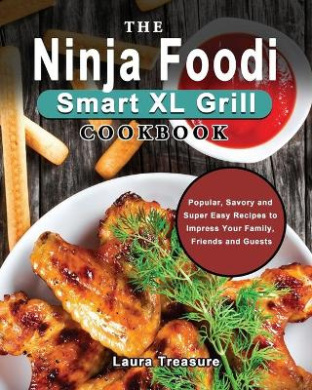 THE
Ninja Foodi
Smart XL Grill
COOKBOOK
Popular, Savory and
Super Easy Recipes to
Impress Your Family,
Friends and Guests
Laura Treasure